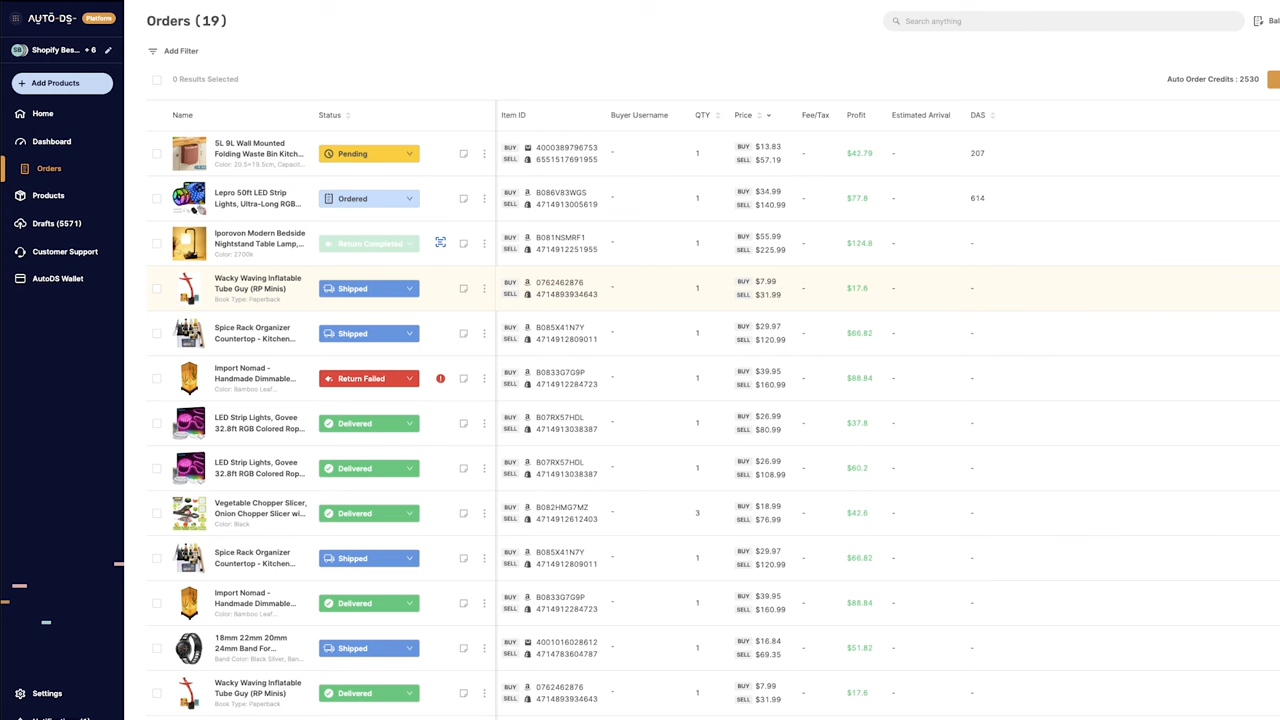 AUTO-DS- Platform
Shopify Bes... + 6
+ Add Products
Home
Dashboard
Orders
Products
Drafts (5571)
Customer Support
AutoDS Wallet
Settings
Orders (19)
Search anything
Add Filter
0 Results Selected
Auto Order Credits : 2530
Name Status Item ID Buyer Username QTY Price Fee/Tax Profit Estimated Arrival DAS
5L 9L Wall Mounted
Folding Waste Bin Kitch...
Color: 20.5x19.5cm, Capacit...
Pending
BUY 4000389796753
SELL 6551517691955
- 1
BUY $13.83
SELL $57.19
- $42.79 - 207
Lepro 50ft LED Strip
Lights, Ultra-Long RGB...
Ordered
BUY B086V83WGS
SELL 4714913005619
- 1
BUY $34.99
SELL $140.99
- $77.8 - 614
Iporovon Modern Bedside
Nightstand Table Lamp,...
Color: 2700k
Return Completed
BUY B081NSMRF1
SELL 4714912251955
- 1
BUY $55.99
SELL $225.99
- $124.8 - -
Wacky Waving Inflatable
Tube Guy (RP Minis)
Book Type: Paperback
Shipped
BUY 0762462876
SELL 4714893934643
- 1
BUY $7.99
SELL $31.99
- $17.6 - -
Spice Rack Organizer
Countertop - Kitchen...
Shipped
BUY B085X41N7Y
SELL 4714912809011
- 1
BUY $29.97
SELL $120.99
- $66.82 - -
Import Nomad -
Handmade Dimmable...
Color: Bamboo Leaf...
Return Failed
BUY B0833G7G9P
SELL 4714912284723
- 1
BUY $39.95
SELL $160.99
- $88.84 - -
LED Strip Lights, Govee
32.8ft RGB Colored Rop...
Delivered
BUY B07RX57HDL
SELL 4714913038387
- 1
BUY $26.99
SELL $80.99
- $37.8 - -
LED Strip Lights, Govee
32.8ft RGB Colored Rop...
Delivered
BUY B07RX57HDL
SELL 4714913038387
- 1
BUY $26.99
SELL $108.99
- $60.2 - -
Vegetable Chopper Slicer,
Onion Chopper Slicer wi...
Color: Black
Delivered
BUY B082HMG7MZ
SELL 4714912612403
- 3
BUY $18.99
SELL $76.99
- $42.6 - -
Spice Rack Organizer
Countertop - Kitchen...
Shipped
BUY B085X41N7Y
SELL 4714912809011
- 1
BUY $29.97
SELL $120.99
- $66.82 - -
Import Nomad -
Handmade Dimmable...
Color: Bamboo Leaf...
Delivered
BUY B0833G7G9P
SELL 4714912284723
- 1
BUY $39.95
SELL $160.99
- $88.84 - -
18mm 22mm 20mm
24mm Band For...
Band Color: Black Silver, Ban...
Shipped
BUY 4001016028612
SELL 4714783604787
- 1
BUY $16.84
SELL $69.35
- $51.82 - -
Wacky Waving Inflatable
Tube Guy (RP Minis)
Delivered
BUY 0762462876
SELL 4714893934643
- 1
BUY $7.99
SELL $31.99
- $17.6 - -